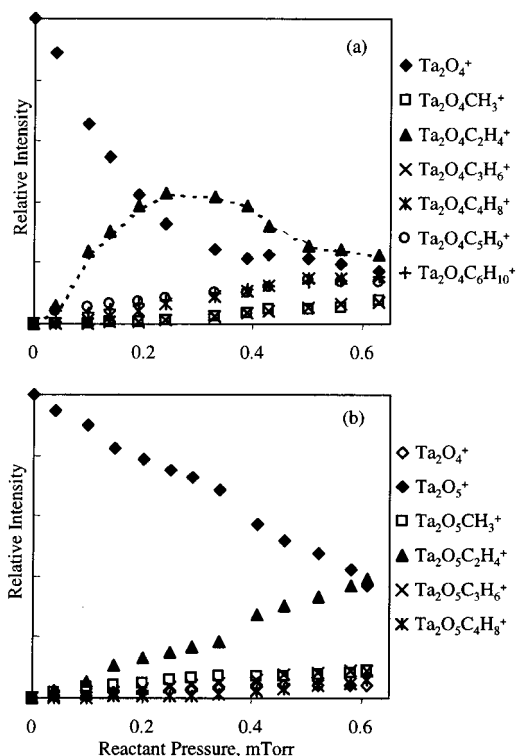 (a)
Relative Intensity
Ta₂O₄⁺
Ta₂O₄CH₃⁺
Ta₂O₄C₂H₄⁺
Ta₂O₄C₃H₆⁺
Ta₂O₄C₄H₈⁺
Ta₂O₄C₅H₉⁺
Ta₂O₄C₆H₁₀⁺
0 0.2 0.4 0.6
(b)
Relative Intensity
Ta₂O₄⁺
Ta₂O₅⁺
Ta₂O₅CH₃⁺
Ta₂O₅C₂H₄⁺
Ta₂O₅C₃H₆⁺
Ta₂O₅C₄H₈⁺
0 0.2 0.4 0.6
Reactant Pressure, mTorr